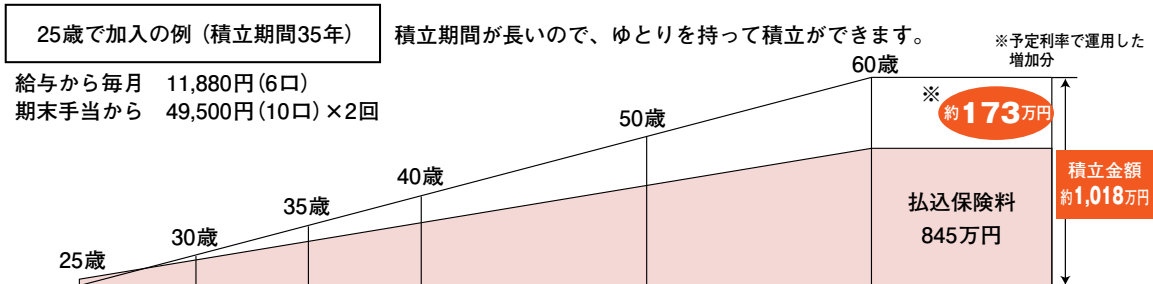 25歳で加入の例（積立期間35年）
積立期間が長いので、ゆとりを持って積立ができます。
※予定利率で運用した
増加分
給与から毎月　11,880円（6口）
期末手当から　49,500円（10口）×2回
60歳
※
約173万円
50歳
積立金額
約1,018万円
40歳
払込保険料
845万円
35歳
30歳
25歳